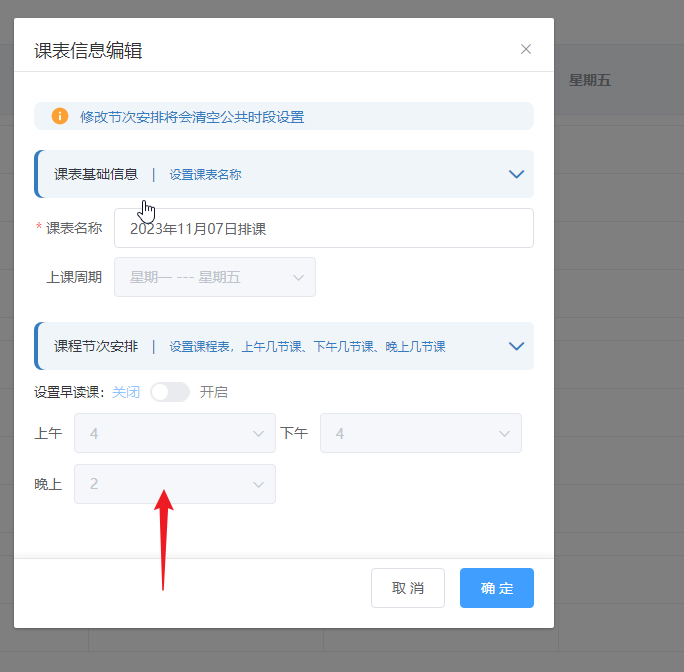 课表信息编辑
星期五
修改节次安排将会清空公共时段设置
课表基础信息 | 设置课表名称
* 课表名称 2023年11月07日排课
上课周期 星期一 --- 星期五
课程节次安排 | 设置课程表，上午几节课、下午几节课、晚上几节课
设置早读课: 关闭 开启
上午 4 下午 4
晚上 2
取 消 确 定